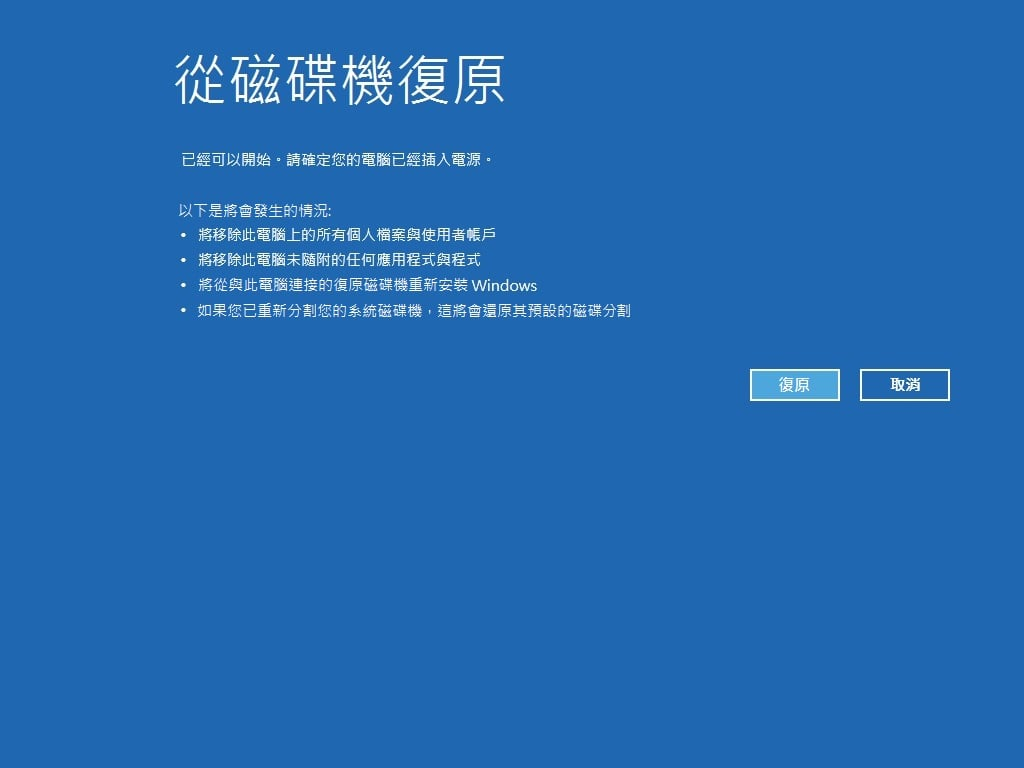 從磁碟機復原
已經可以開始。請確定您的電腦已經插入電源。
以下是將會發生的情況:
• 將移除此電腦上的所有個人檔案與使用者帳戶
• 將移除此電腦未隨附的任何應用程式與程式
• 將從與此電腦連接的復原磁碟機重新安裝 Windows
• 如果您已重新分割您的系統磁碟機，這將會還原其預設的磁碟分割
復原 取消